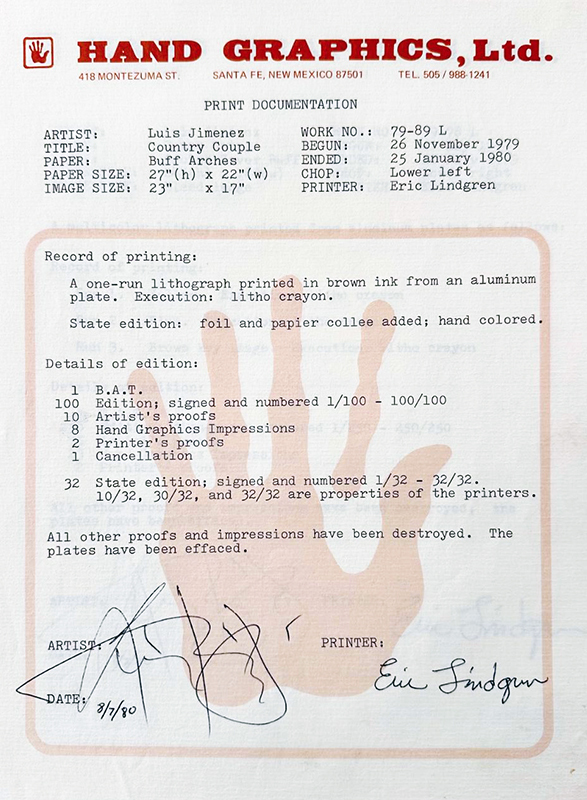 HAND GRAPHICS, Ltd.
418 MONTEZUMA ST. SANTA FE, NEW MEXICO 87501 TEL. 505 / 988-1241
PRINT DOCUMENTATION
ARTIST: Luis Jimenez WORK NO.: 79-89 L
TITLE: Country Couple BEGUN: 26 November 1979
PAPER: Buff Arches ENDED: 25 January 1980
PAPER SIZE: 27"(h) x 22"(w) CHOP: Lower left
IMAGE SIZE: 23" x 17" PRINTER: Eric Lindgren
Record of printing:
A one-run lithograph printed in brown ink from an aluminum
plate. Execution: litho crayon.
State edition: foil and papier collee added; hand colored.
Details of edition:
1 B.A.T.
100 Edition; signed and numbered 1/100 - 100/100
10 Artist's proofs
8 Hand Graphics Impressions
2 Printer's proofs
1 Cancellation
32 State edition; signed and numbered 1/32 - 32/32.
10/32, 30/32, and 32/32 are properties of the printers.
All other proofs and impressions have been destroyed. The
plates have been effaced.
ARTIST: PRINTER:
Eric Lindgren
DATE: 8/7/80